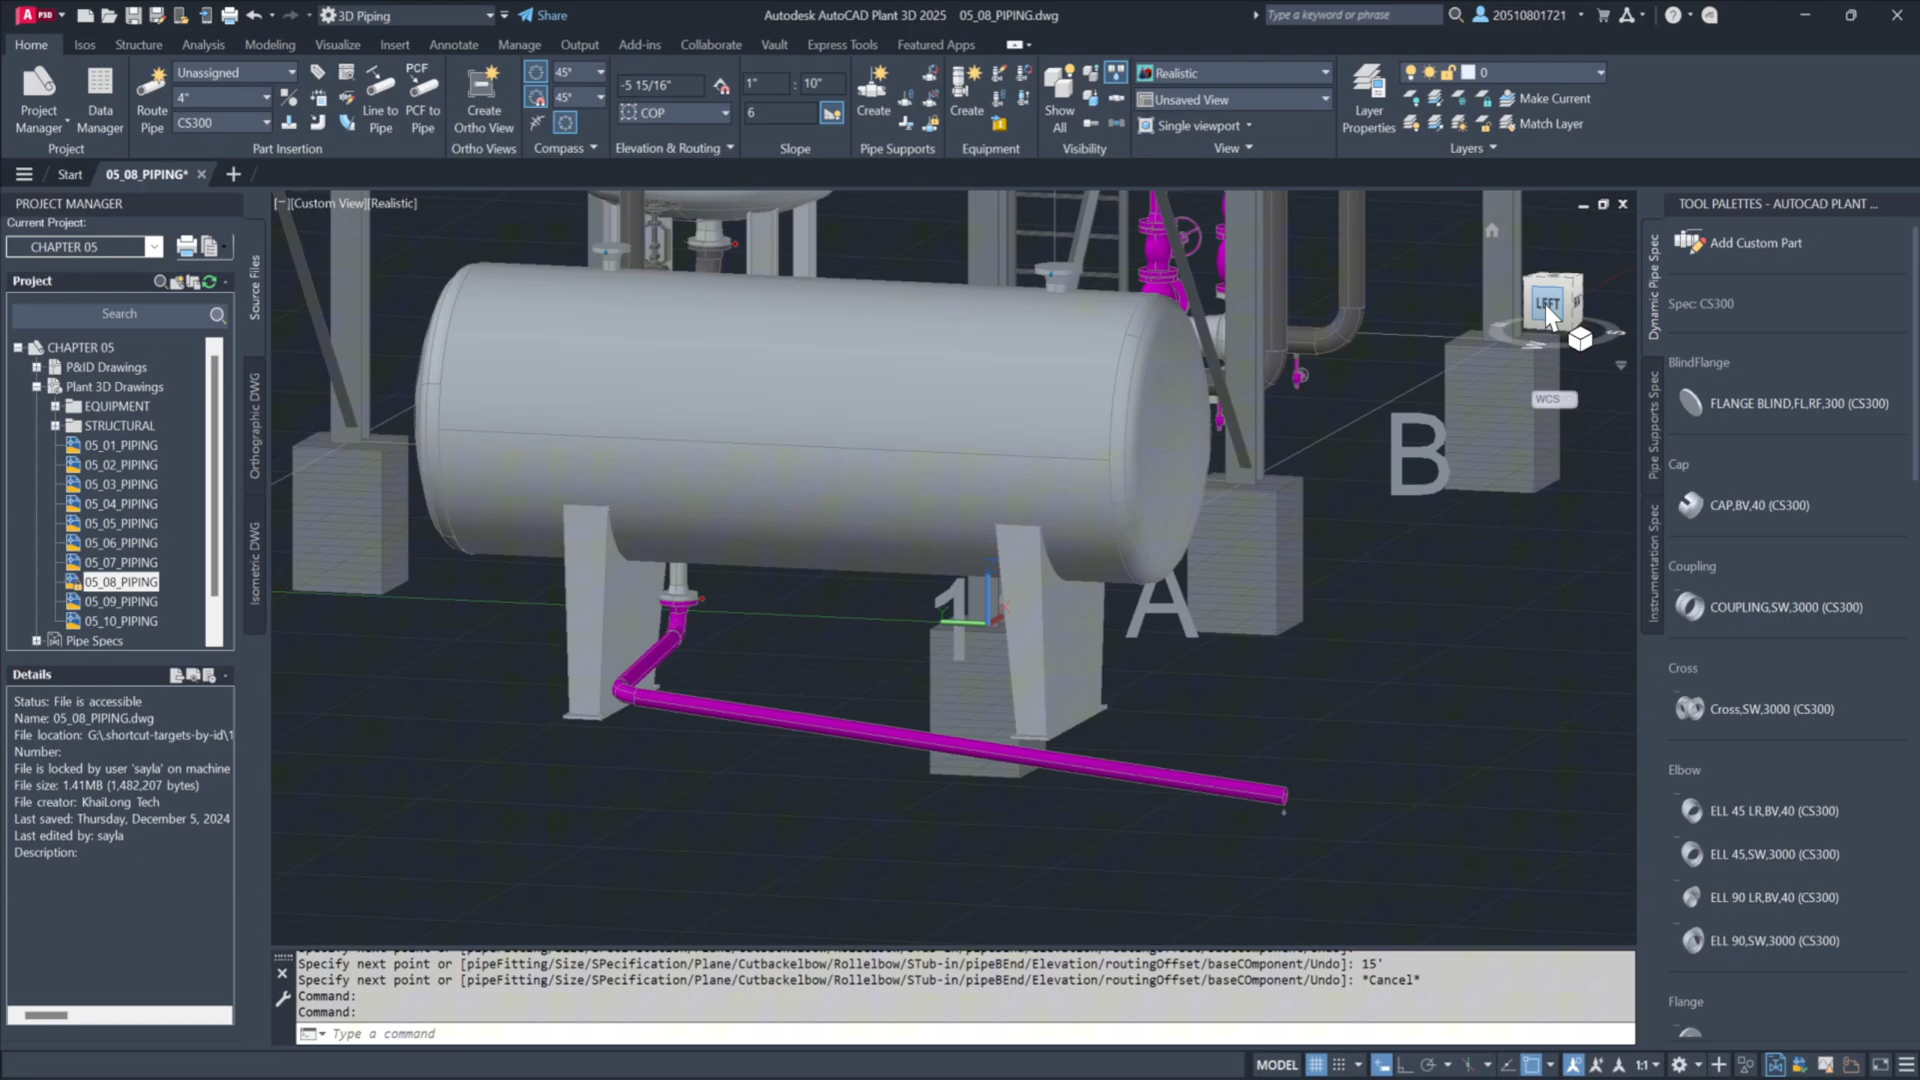 A P3D
3D Piping
Share
Autodesk AutoCAD Plant 3D 2025 05_08_PIPING.dwg
Type a keyword or phrase
20510801721
Home Isos Structure Analysis Modeling Visualize Insert Annotate Manage Output Add-ins Collaborate Vault Express Tools Featured Apps
Project Manager
Data Manager
Project
Route Pipe
Unassigned
4"
CS300
Line to Pipe
PCF
PCF to Pipe
Part Insertion
Create Ortho View
Ortho Views
45°
45°
Compass
-5 15/16"
COP
Elevation & Routing
1" : 10"
6
Slope
Create
Pipe Supports
Create
Equipment
Show All
Visibility
Realistic
Unsaved View
Single viewport
View
Layer Properties
0
Make Current
Match Layer
Layers
Start
05_08_PIPING*
PROJECT MANAGER
Current Project:
CHAPTER 05
Project
Search
CHAPTER 05
P&ID Drawings
Plant 3D Drawings
EQUIPMENT
STRUCTURAL
05_01_PIPING
05_02_PIPING
05_03_PIPING
05_04_PIPING
05_05_PIPING
05_06_PIPING
05_07_PIPING
05_08_PIPING
05_09_PIPING
05_10_PIPING
Pipe Specs
Source Files
Orthographic DWG
Isometric DWG
Details
Status: File is accessible
Name: 05_08_PIPING.dwg
File location: G:\.shortcut-targets-by-id\1
Number:
File is locked by user 'sayla' on machine
File size: 1.41MB (1,482,207 bytes)
File creator: KhaiLong Tech
Last saved: Thursday, December 5, 2024
Last edited by: sayla
Description:
[−][Custom View][Realistic]
LEFT
WCS
B
A
1
TOOL PALETTES - AUTOCAD PLANT ...
Dynamic Pipe Spec
Pipe Supports Spec
Instrumentation Spec
Add Custom Part
Spec: CS300
BlindFlange
FLANGE BLIND,FL,RF,300 (CS300)
Cap
CAP,BV,40 (CS300)
Coupling
COUPLING,SW,3000 (CS300)
Cross
Cross,SW,3000 (CS300)
Elbow
ELL 45 LR,BV,40 (CS300)
ELL 45,SW,3000 (CS300)
ELL 90 LR,BV,40 (CS300)
ELL 90,SW,3000 (CS300)
Flange
Specify next point or [pipeFitting/Size/SPecification/Plane/Cutbackelbow/Rollelbow/STub-in/pipeBEnd/Elevation/routingOffset/baseCOmponent/Undo]: 15'
Specify next point or [pipeFitting/Size/SPecification/Plane/Cutbackelbow/Rollelbow/STub-in/pipeBEnd/Elevation/routingOffset/baseCOmponent/Undo]: *Cancel*
Command:
Command:
Type a command
MODEL
1:1